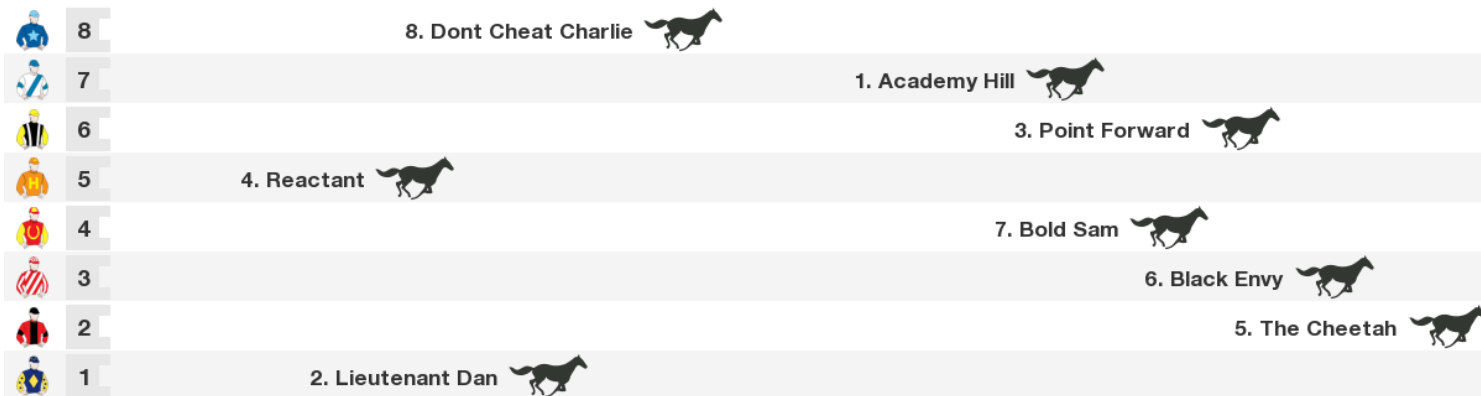 8 8. Dont Cheat Charlie
7 1. Academy Hill
6 3. Point Forward
5 4. Reactant
H
4 7. Bold Sam
3 6. Black Envy
2 5. The Cheetah
1 2. Lieutenant Dan